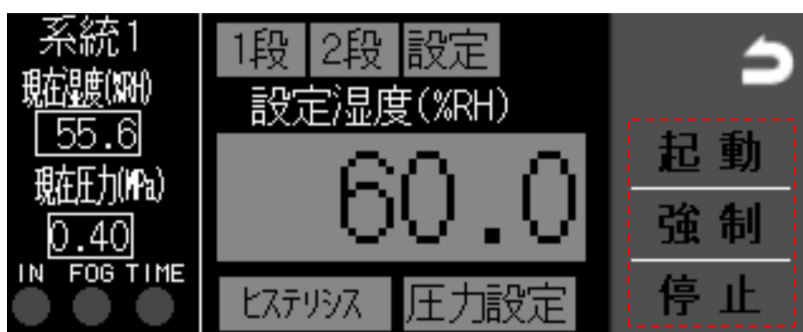 系統1
現在湿度(%RH)
55.6
現在圧力(MPa)
0.40
IN FOG TIME
1段 2段 設定
設定湿度(%RH)
60.0
ヒステリシス 圧力設定
起動
強制
停止